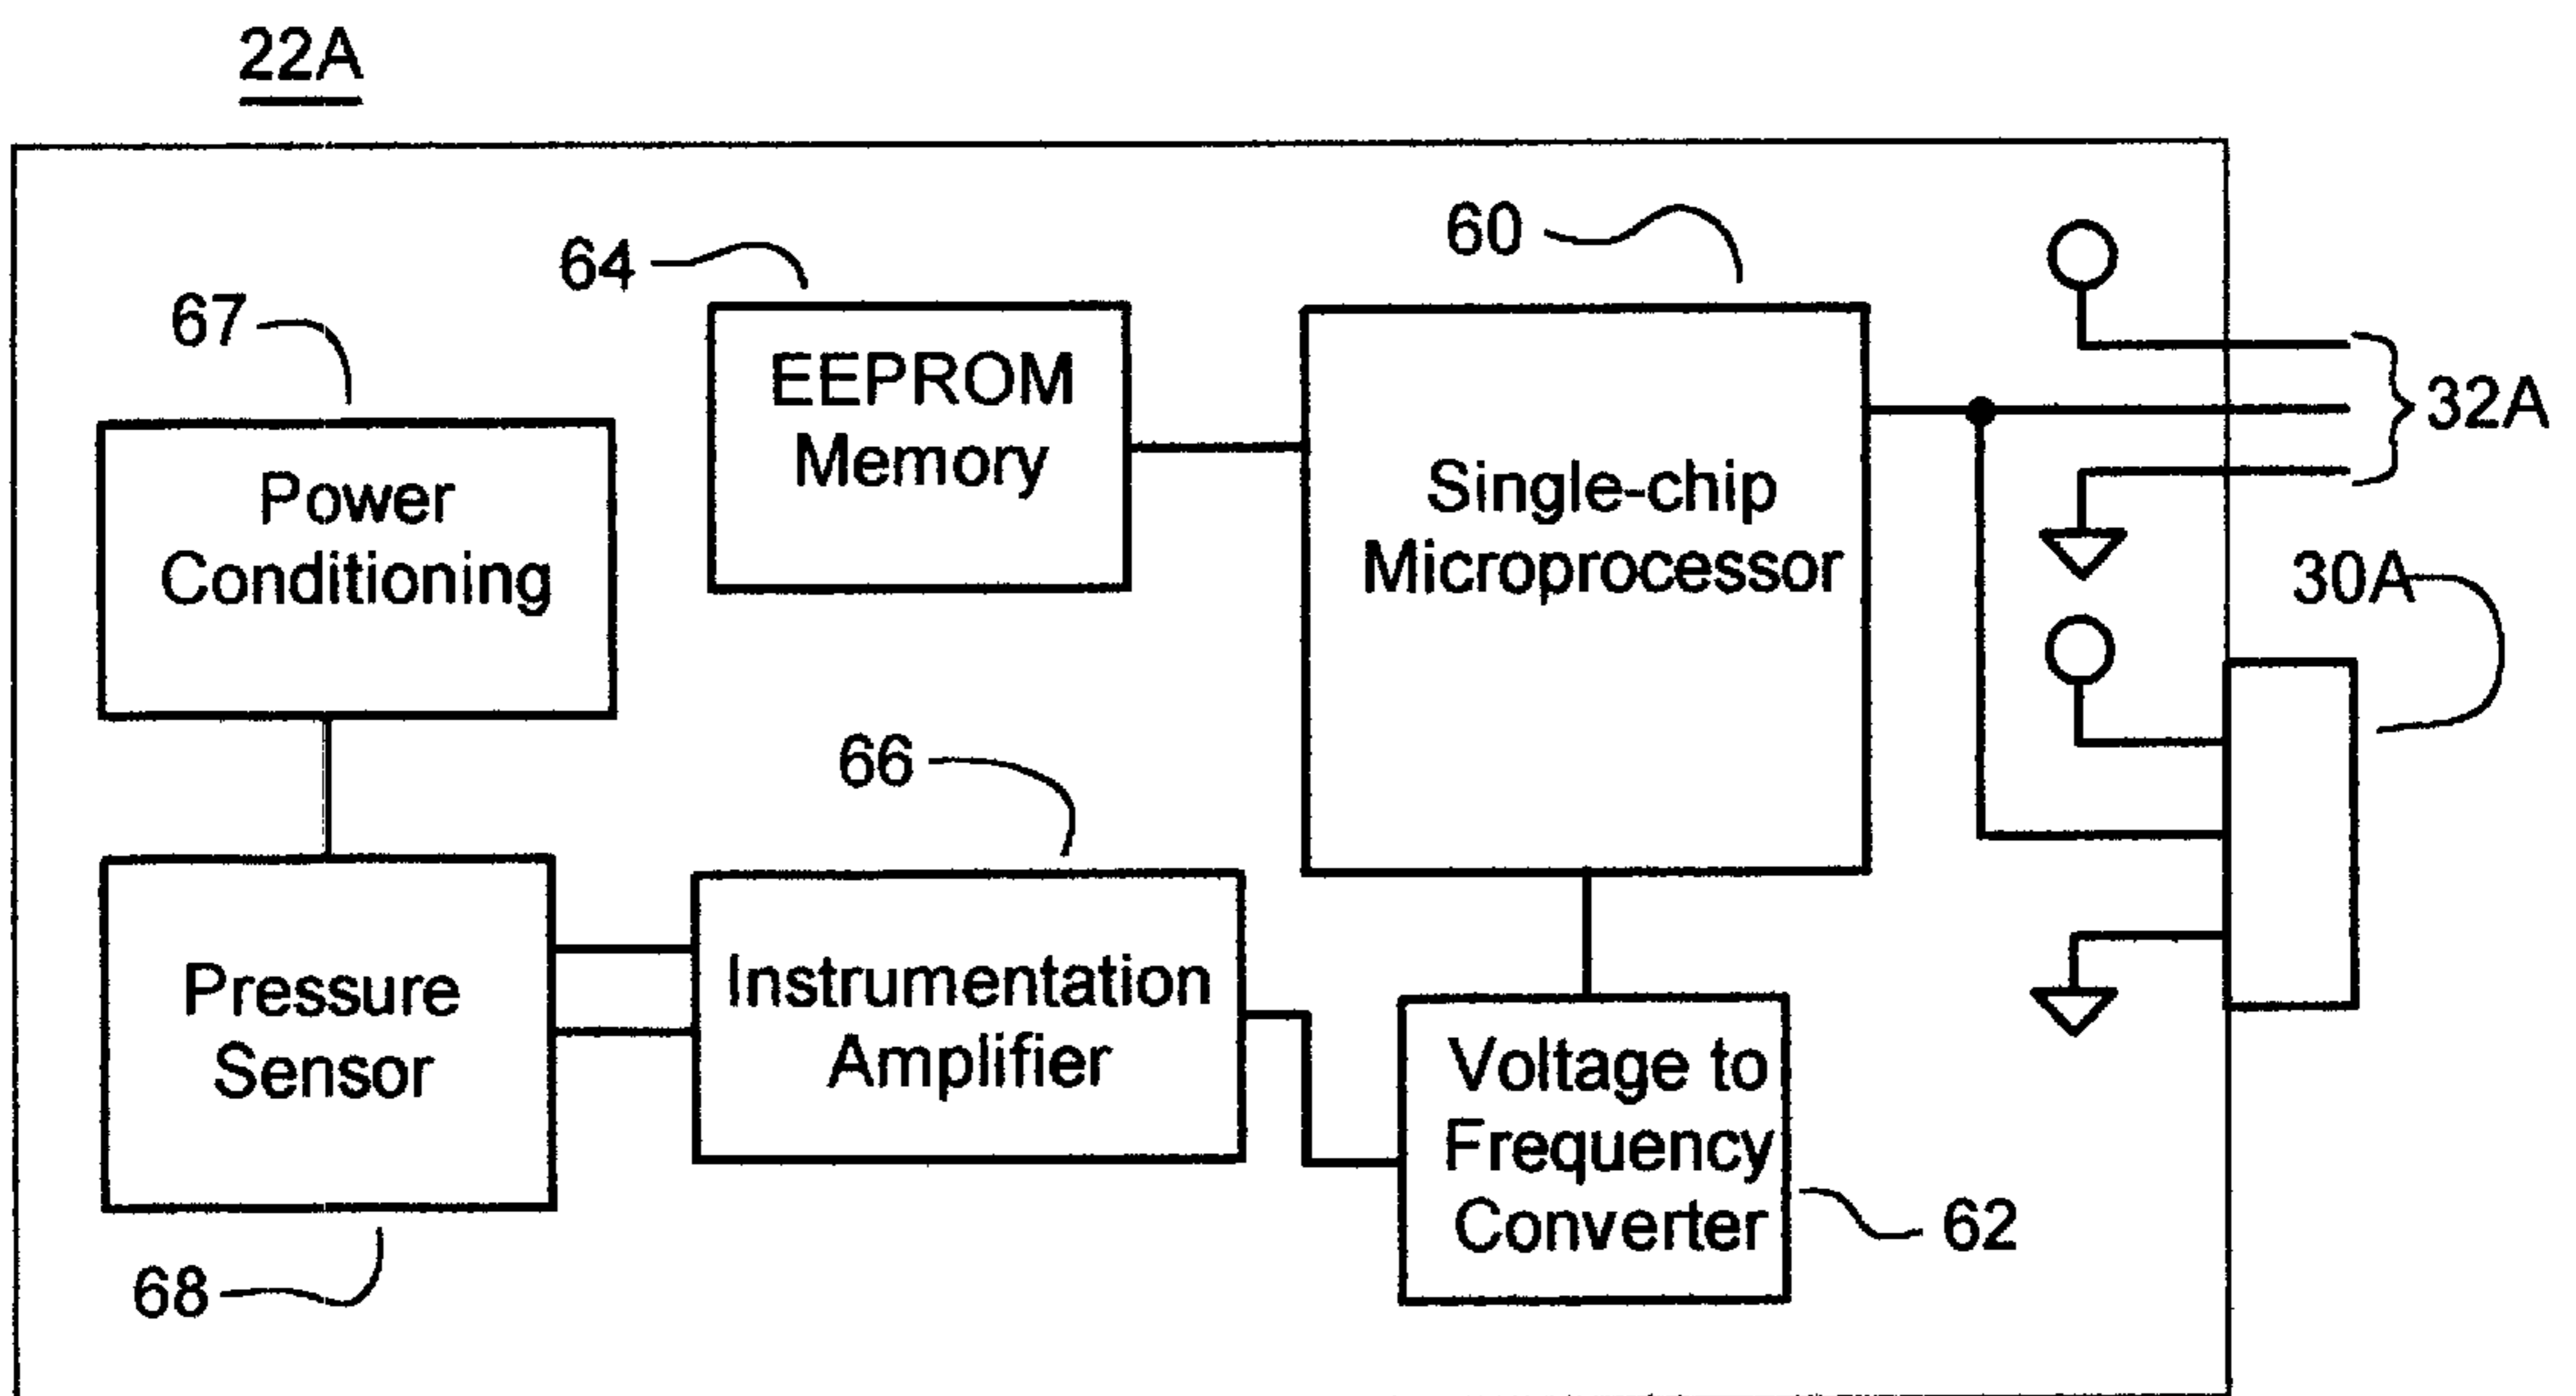 22A
60
64
67
32A
EEPROM
Memory
Single-chip
Microprocessor
Power
Conditioning
30A
66
Pressure
Sensor
Instrumentation
Amplifier
Voltage to
Frequency
Converter
62
68